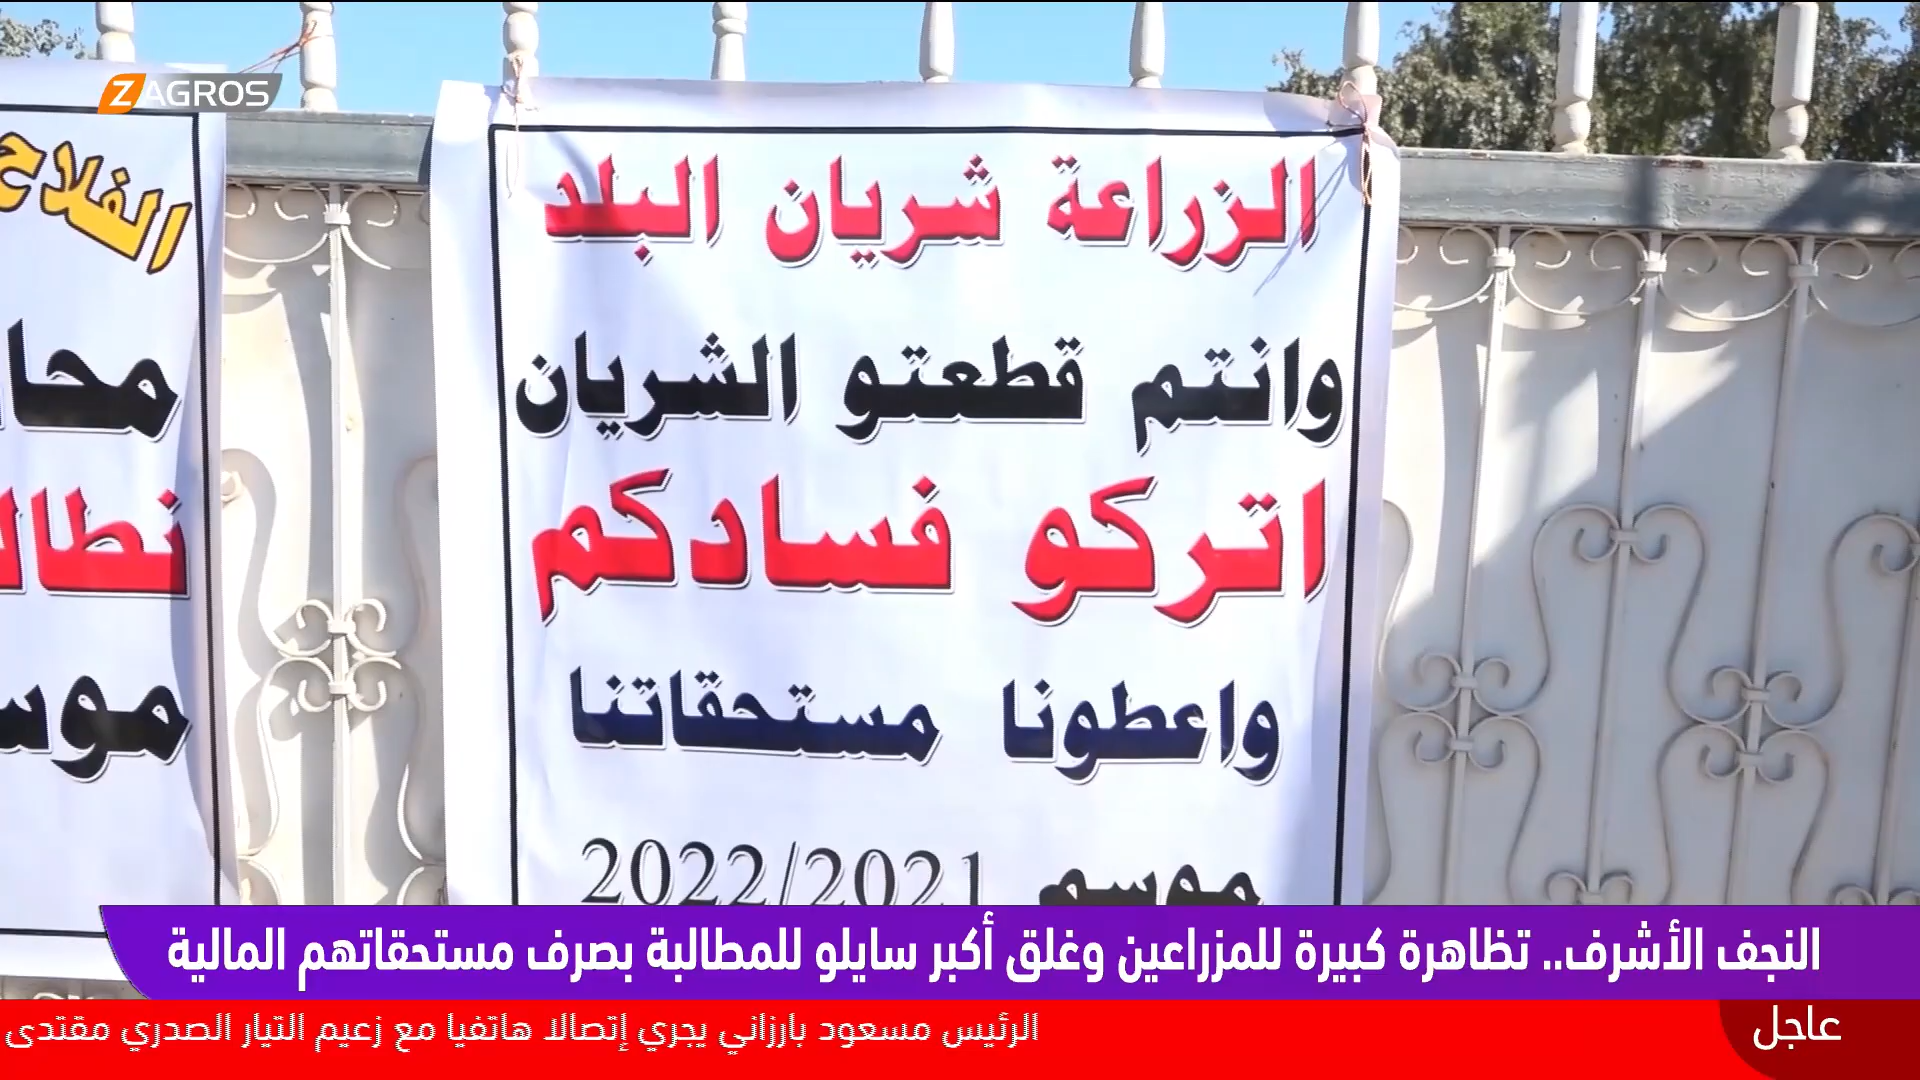 ZAGROS
الفلاح
نطال
الزراعة شريان البلد
وانتم قطعتو الشريان
اتركو فسادكم
واعطونا مستحقاتنا
موسم 2022/2021
النجف الأشرف.. تظاهرة كبيرة للمزراعين وغلق أكبر سايلو للمطالبة بصرف مستحقاتهم المالية
عاجل
الرئيس مسعود بارزاني يجري إتصالا هاتفيا مع زعيم التيار الصدري مقتدى